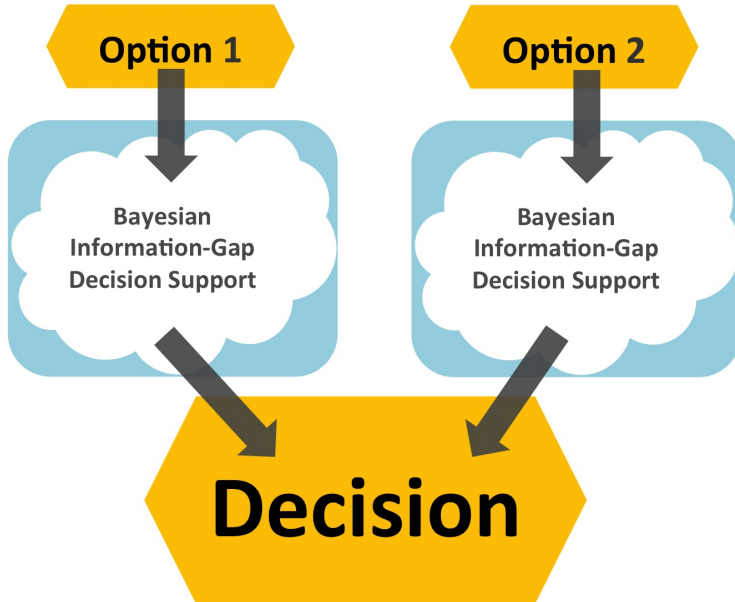 Option 1
Option 2
Bayesian
Information-Gap
Decision Support
Bayesian
Information-Gap
Decision Support
Decision